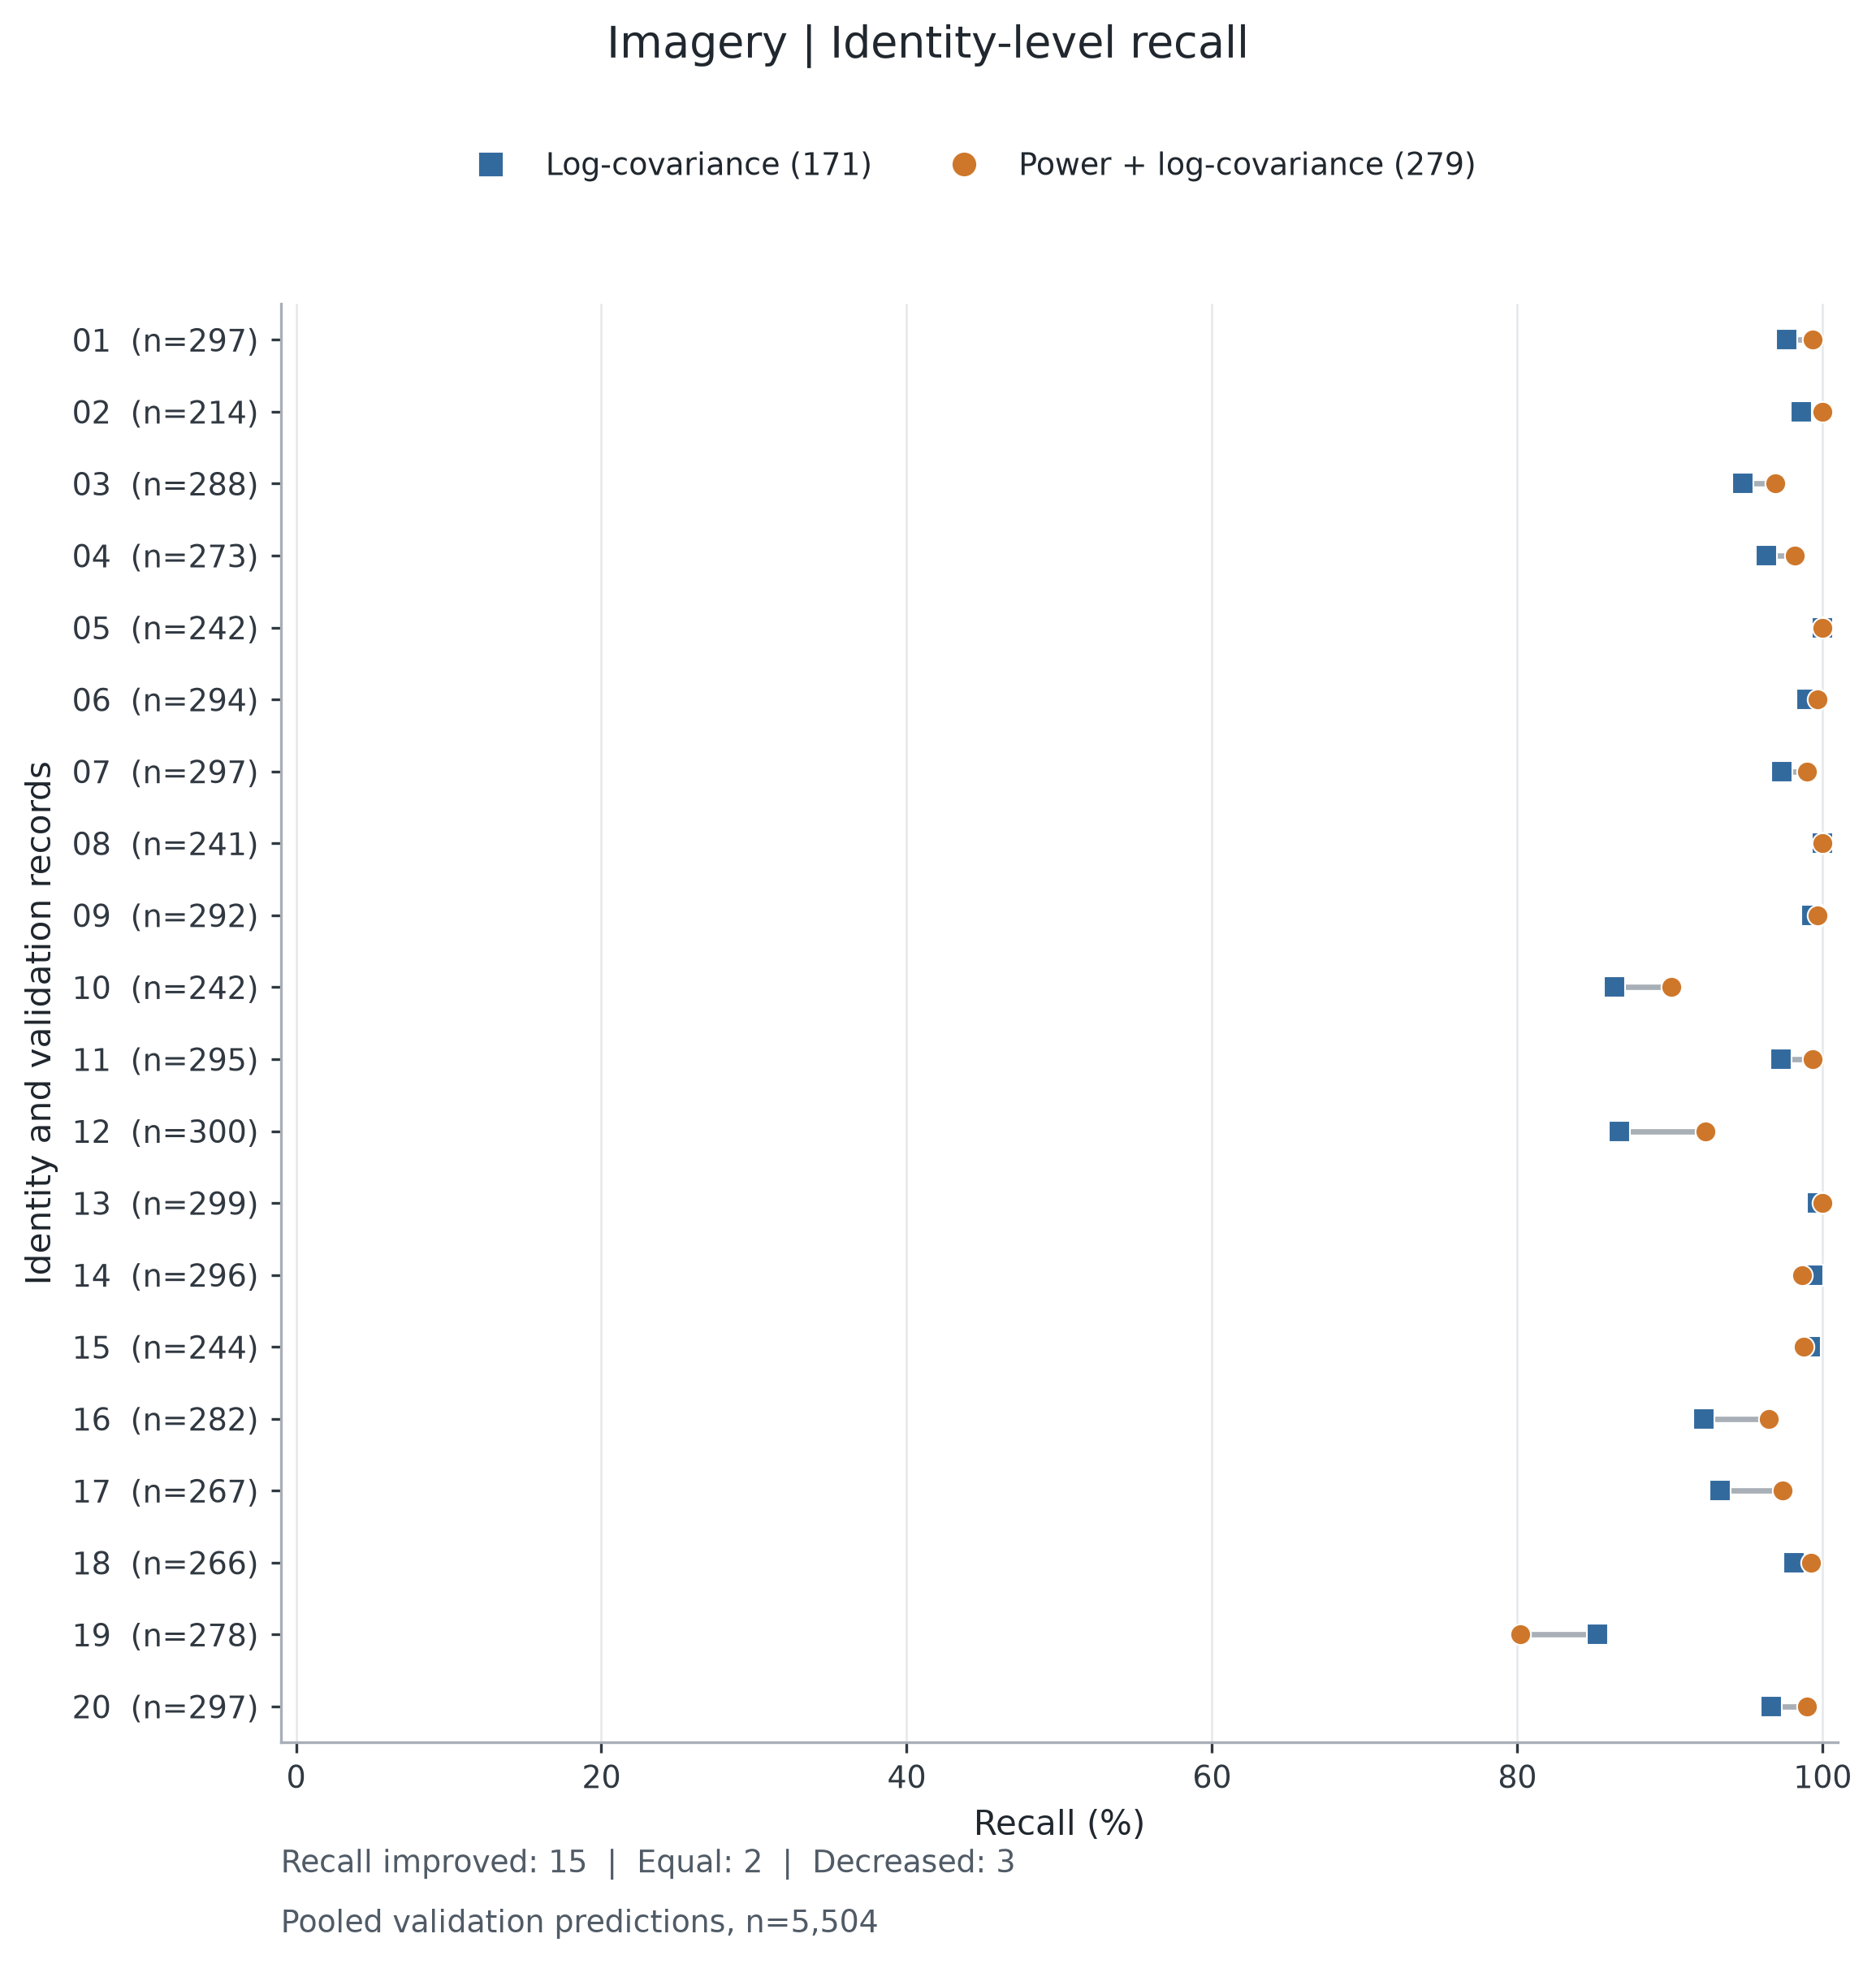 Imagery | Identity-level recall
Log-covariance (171)
Power + log-covariance (279)
Identity and validation records
01 (n=297)
02 (n=214)
03 (n=288)
04 (n=273)
05 (n=242)
06 (n=294)
07 (n=297)
08 (n=241)
09 (n=292)
10 (n=242)
11 (n=295)
12 (n=300)
13 (n=299)
14 (n=296)
15 (n=244)
16 (n=282)
17 (n=267)
18 (n=266)
19 (n=278)
20 (n=297)
0 20 40 60 80 100
Recall (%)
Recall improved: 15 | Equal: 2 | Decreased: 3
Pooled validation predictions, n=5,504